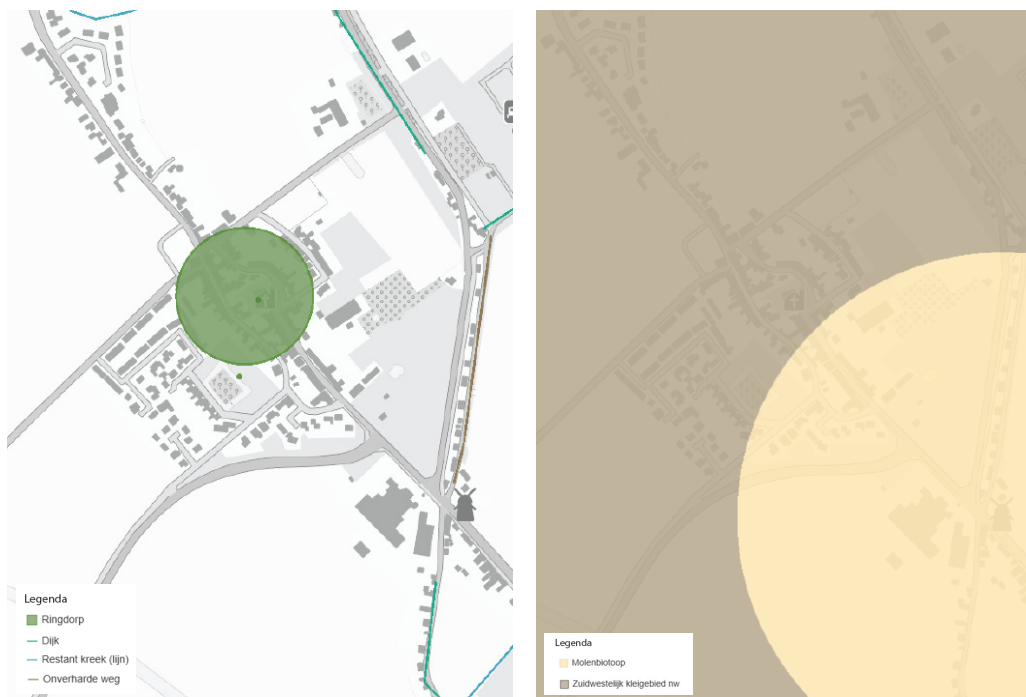 Legenda
Ringdorp
Dijk
Restant kreek (lijn)
Onverharde weg
Legenda
Molenbiotoop
Zuidwestelijk kleigebied nw